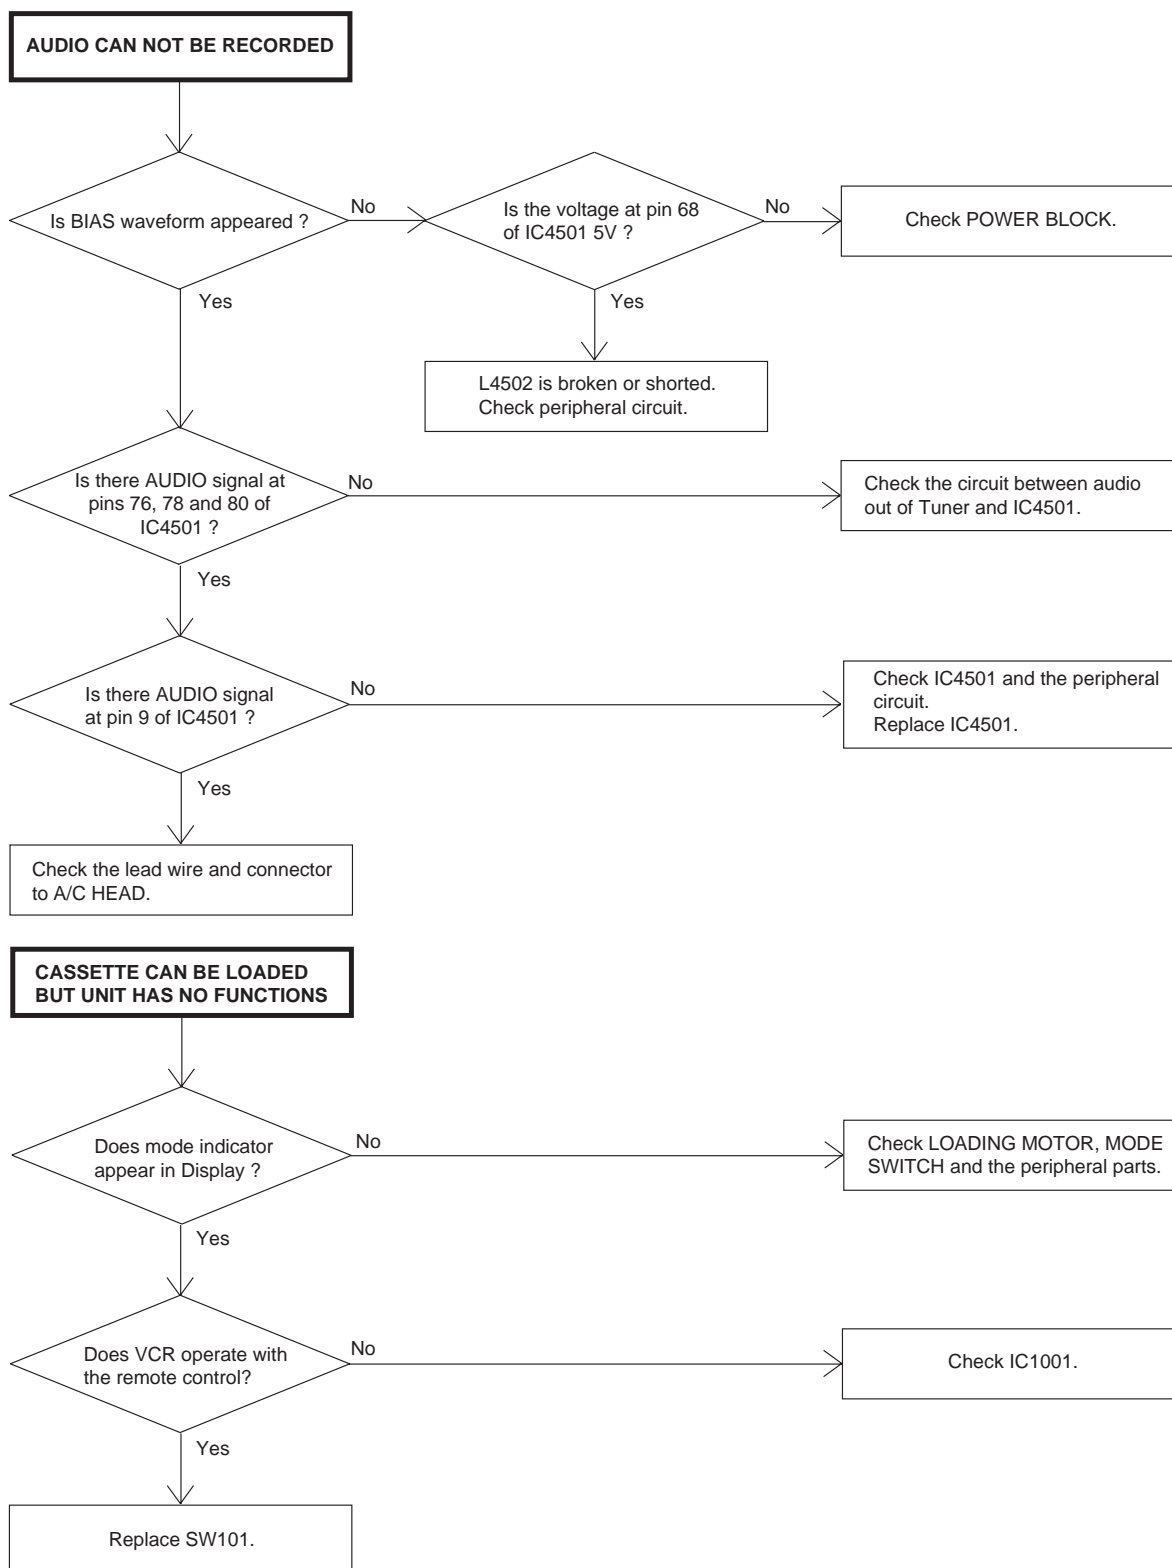 AUDIO CAN NOT BE RECORDED
Is BIAS waveform appeared ?
No
Is the voltage at pin 68
of IC4501 5V ?
No
Check POWER BLOCK.
Yes
Yes
L4502 is broken or shorted.
Check peripheral circuit.
Is there AUDIO signal at
pins 76, 78 and 80 of
IC4501 ?
No
Check the circuit between audio
out of Tuner and IC4501.
Yes
Is there AUDIO signal
at pin 9 of IC4501 ?
No
Check IC4501 and the peripheral
circuit.
Replace IC4501.
Yes
Check the lead wire and connector
to A/C HEAD.
CASSETTE CAN BE LOADED
BUT UNIT HAS NO FUNCTIONS
Does mode indicator
appear in Display ?
No
Check LOADING MOTOR, MODE
SWITCH and the peripheral parts.
Yes
Does VCR operate with
the remote control?
No
Check IC1001.
Yes
Replace SW101.